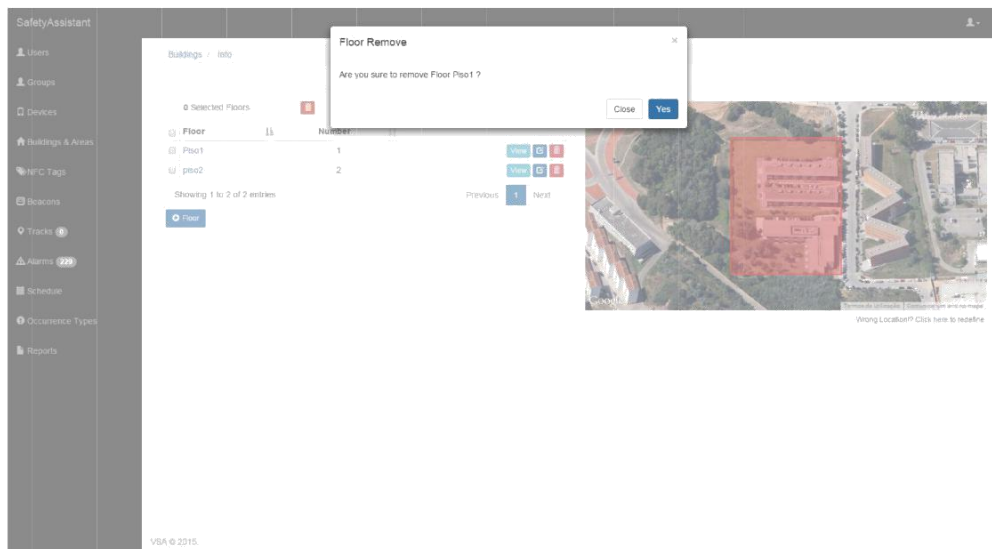 SafetyAssistant
Users
Groups
Devices
Buildings & Areas
NFC Tags
Beacons
Tracks 0
Alarms 229
Schedule
Occurrence Types
Reports
Buildings / Info
Floor Remove ×
Are you sure to remove Floor Piso1 ?
Close Yes
0 Selected Floors
Floor Number
Piso1 1 View
piso2 2 View
Showing 1 to 2 of 2 entries Previous 1 Next
Floor
Google
Wrong Location!? Click here to redefine
VBA © 2015.